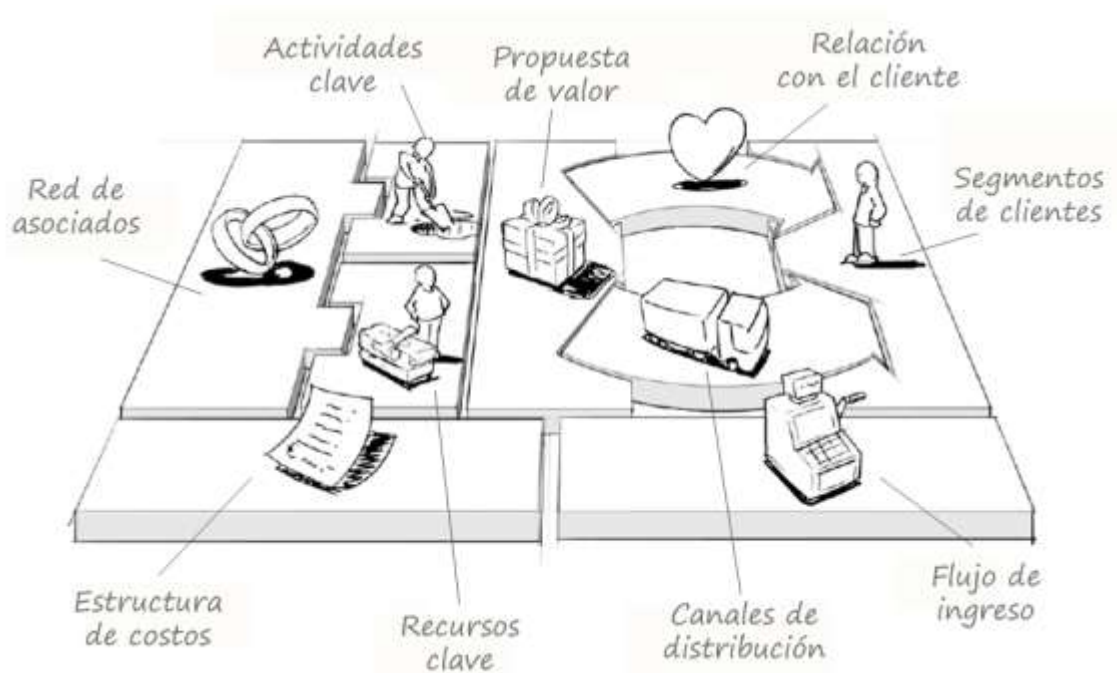 Actividades
clave
Propuesta
de valor
Relación
con el cliente
Red de
asociados
Segmentos
de clientes
Estructura
de costos
Recursos
clave
Canales de
distribución
Flujo de
ingreso